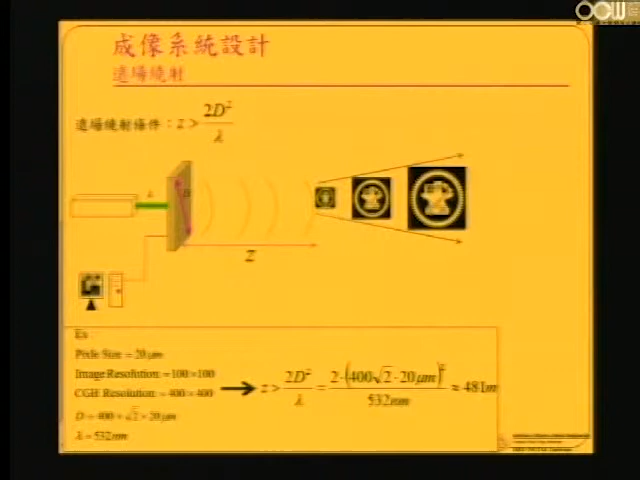 OCW
成像系統設計
遠場繞射
遠場繞射條件：z > 2D²/λ
λ
D
Z
Ex :
Pixle Size = 20μm
Image Resolution = 100×100
CGH Resolution = 400×400
D = 400×√2×20μm
λ = 532nm
z > 2D²/λ = 2·(400√2·20μm)²/532nm ≈ 481m